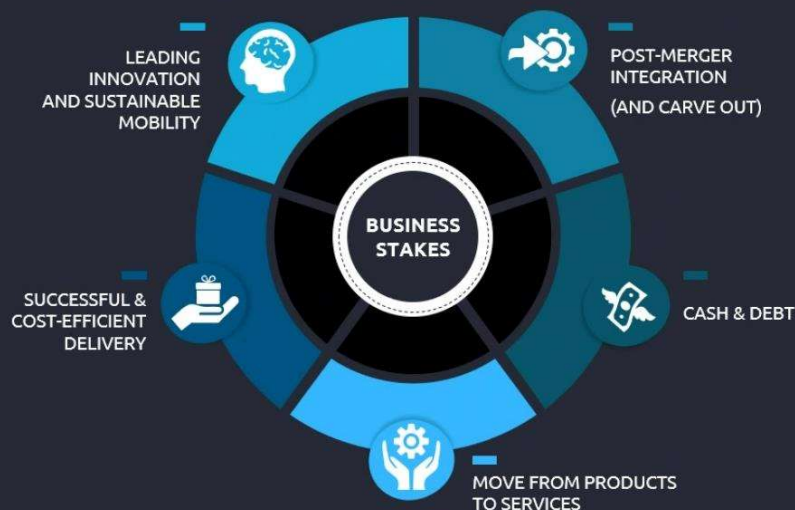 LEADING
INNOVATION
AND SUSTAINABLE
MOBILITY
POST-MERGER
INTEGRATION
(AND CARVE OUT)
BUSINESS
STAKES
SUCCESSFUL &
COST-EFFICIENT
DELIVERY
CASH & DEBT
MOVE FROM PRODUCTS
TO SERVICES